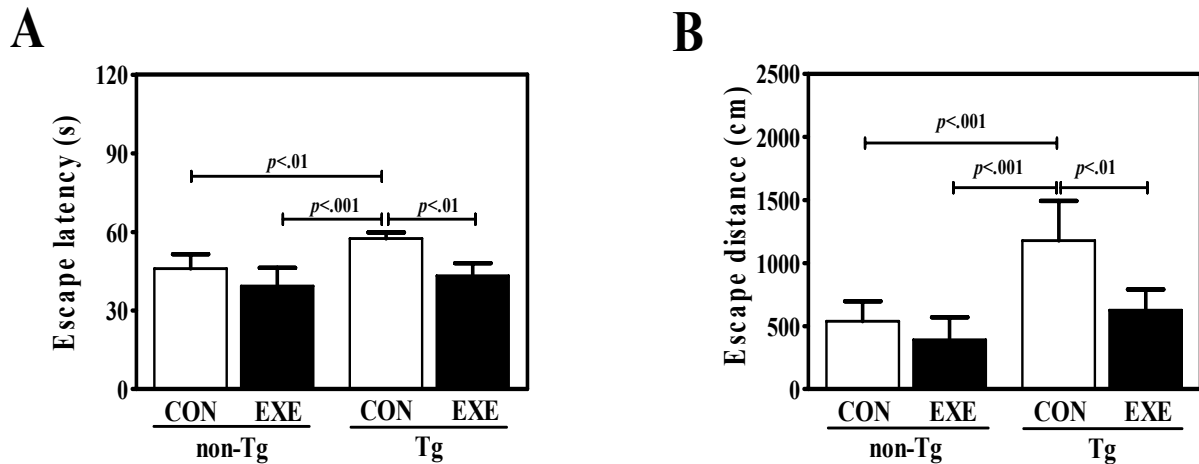 A
Escape latency (s)
120
90
60
30
0
p<.01
p<.001
p<.01
CON EXE CON EXE
non-Tg Tg
B
Escape distance (cm)
2500
2000
1500
1000
500
0
p<.001
p<.001
p<.01
CON EXE CON EXE
non-Tg Tg